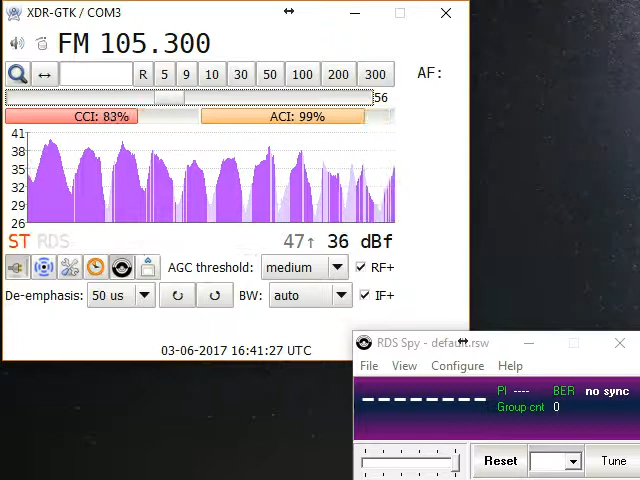 XDR-GTK / COM3
FM 105.300
R 5 9 10 30 50 100 200 300 AF:
56
CCI: 83% ACI: 99%
41
38
35
32
29
26
ST RDS 47↑ 36 dBf
AGC threshold: medium RF+
De-emphasis: 50 us BW: auto IF+
03-06-2017 16:41:27 UTC
RDS Spy - default.rsw
File View Configure Help
PI ---- BER no sync
Group cnt 0
Reset Tune